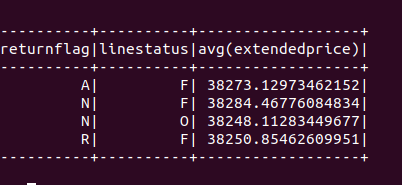 ----------+----------+------------------+
returnflag|linestatus|avg(extendedprice)|
----------+----------+------------------+
A| F| 38273.12973462152|
N| F| 38284.46776084834|
N| O| 38248.11283449677|
R| F| 38250.85462609951|
----------+----------+------------------+